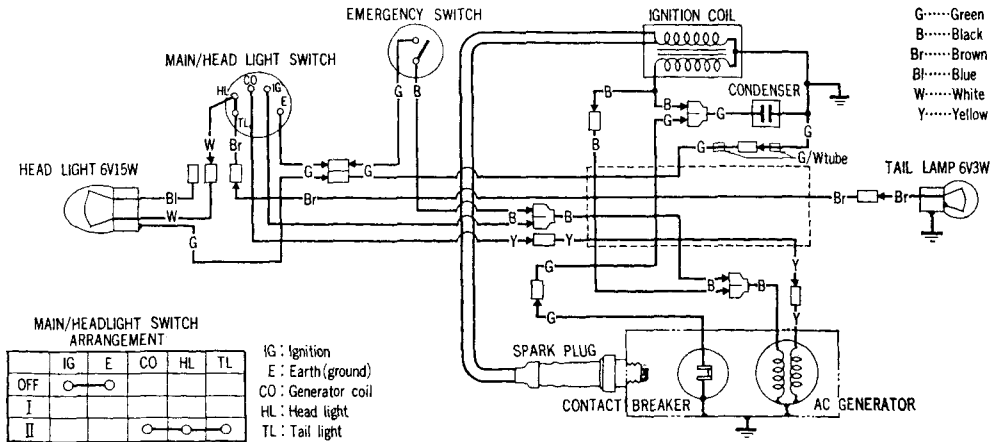 EMERGENCY SWITCH
IGNITION COIL
G······Green
B······Black
Br·····Brown
Bl·····Blue
W·····White
Y·····Yellow
MAIN/HEAD LIGHT SWITCH
CO
IG
HL
E
TL
G
B
B
B
CONDENSER
G
G
W
Br
B
G
G
G
G
G
G/W tube
HEAD LIGHT 6V15W
TAIL LAMP 6V3W
Bl
Br
Br
Br
W
B
B
B
G
Y
Y
G
Y
B
B
B
G
Y
MAIN/HEADLIGHT SWITCH
ARRANGEMENT
IG E CO HL TL
OFF
I
II
IG : Ignition
E : Earth(ground)
CO : Generator coil
HL : Head light
TL : Tail light
SPARK PLUG
CONTACT BREAKER
AC GENERATOR